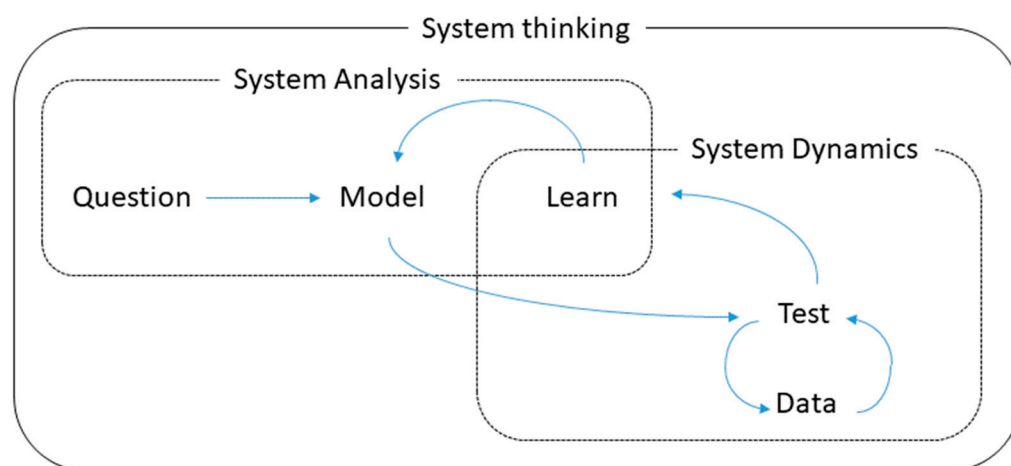 System thinking
System Analysis
System Dynamics
Question
Model
Learn
Test
Data